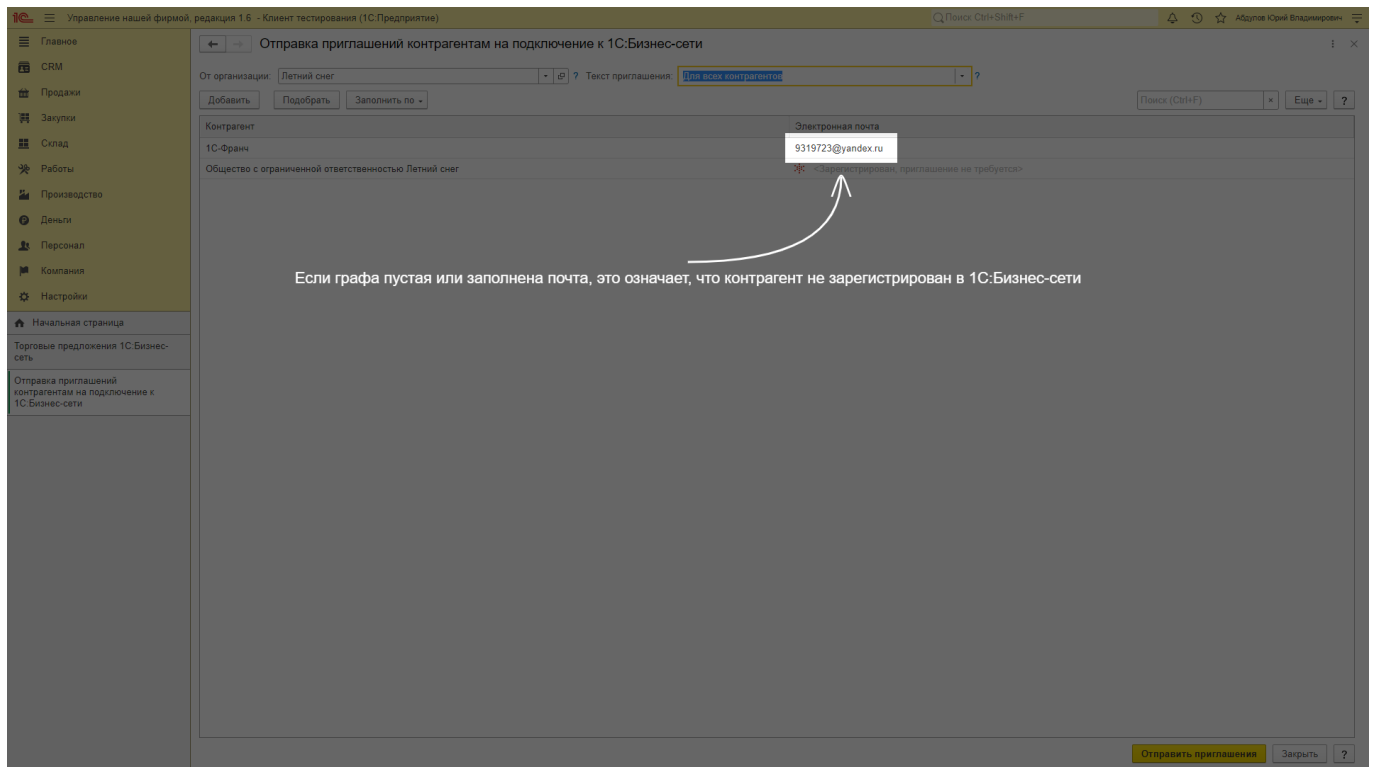 1С Управление нашей фирмой, редакция 1.6 - Клиент тестирования (1С:Предприятие) Поиск Ctrl+Shift+F Абдулов Юрий Владимирович
Главное
CRM
Продажи
Закупки
Склад
Работы
Производство
Деньги
Персонал
Компания
Настройки
Начальная страница
Торговые предложения 1С:Бизнес-
сеть
Отправка приглашений
контрагентам на подключение к
1С:Бизнес-сети
Отправка приглашений контрагентам на подключение к 1С:Бизнес-сети
От организации: Летний снег ? Текст приглашения: Для всех контрагентов ?
Добавить Подобрать Заполнить по Поиск (Ctrl+F) × Еще ?
Контрагент Электронная почта
1С-Франч 9319723@yandex.ru
Общество с ограниченной ответственностью Летний снег <Зарегистрирован, приглашение не требуется>
Если графа пустая или заполнена почта, это означает, что контрагент не зарегистрирован в 1С:Бизнес-сети
Отправить приглашения Закрыть ?